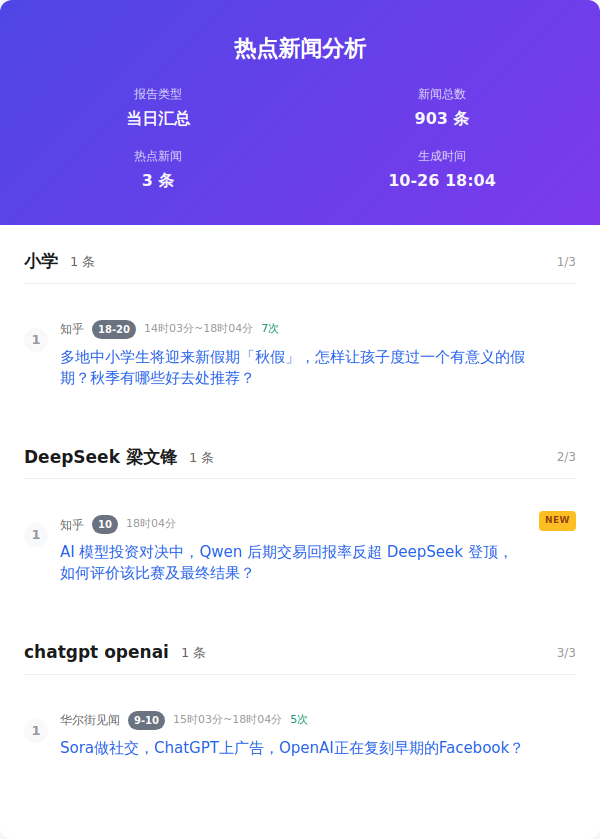 热点新闻分析
报告类型
当日汇总
新闻总数
903 条
热点新闻
3 条
生成时间
10-26 18:04
小学 1 条 1/3
1 知乎 18-20 14时03分~18时04分 7次
多地中小学生将迎来新假期「秋假」，怎样让孩子度过一个有意义的假
期？秋季有哪些好去处推荐？
DeepSeek 梁文锋 1 条 2/3
1 知乎 10 18时04分 NEW
AI 模型投资对决中，Qwen 后期交易回报率反超 DeepSeek 登顶，
如何评价该比赛及最终结果？
chatgpt openai 1 条 3/3
1 华尔街见闻 9-10 15时03分~18时04分 5次
Sora做社交，ChatGPT上广告，OpenAI正在复刻早期的Facebook？